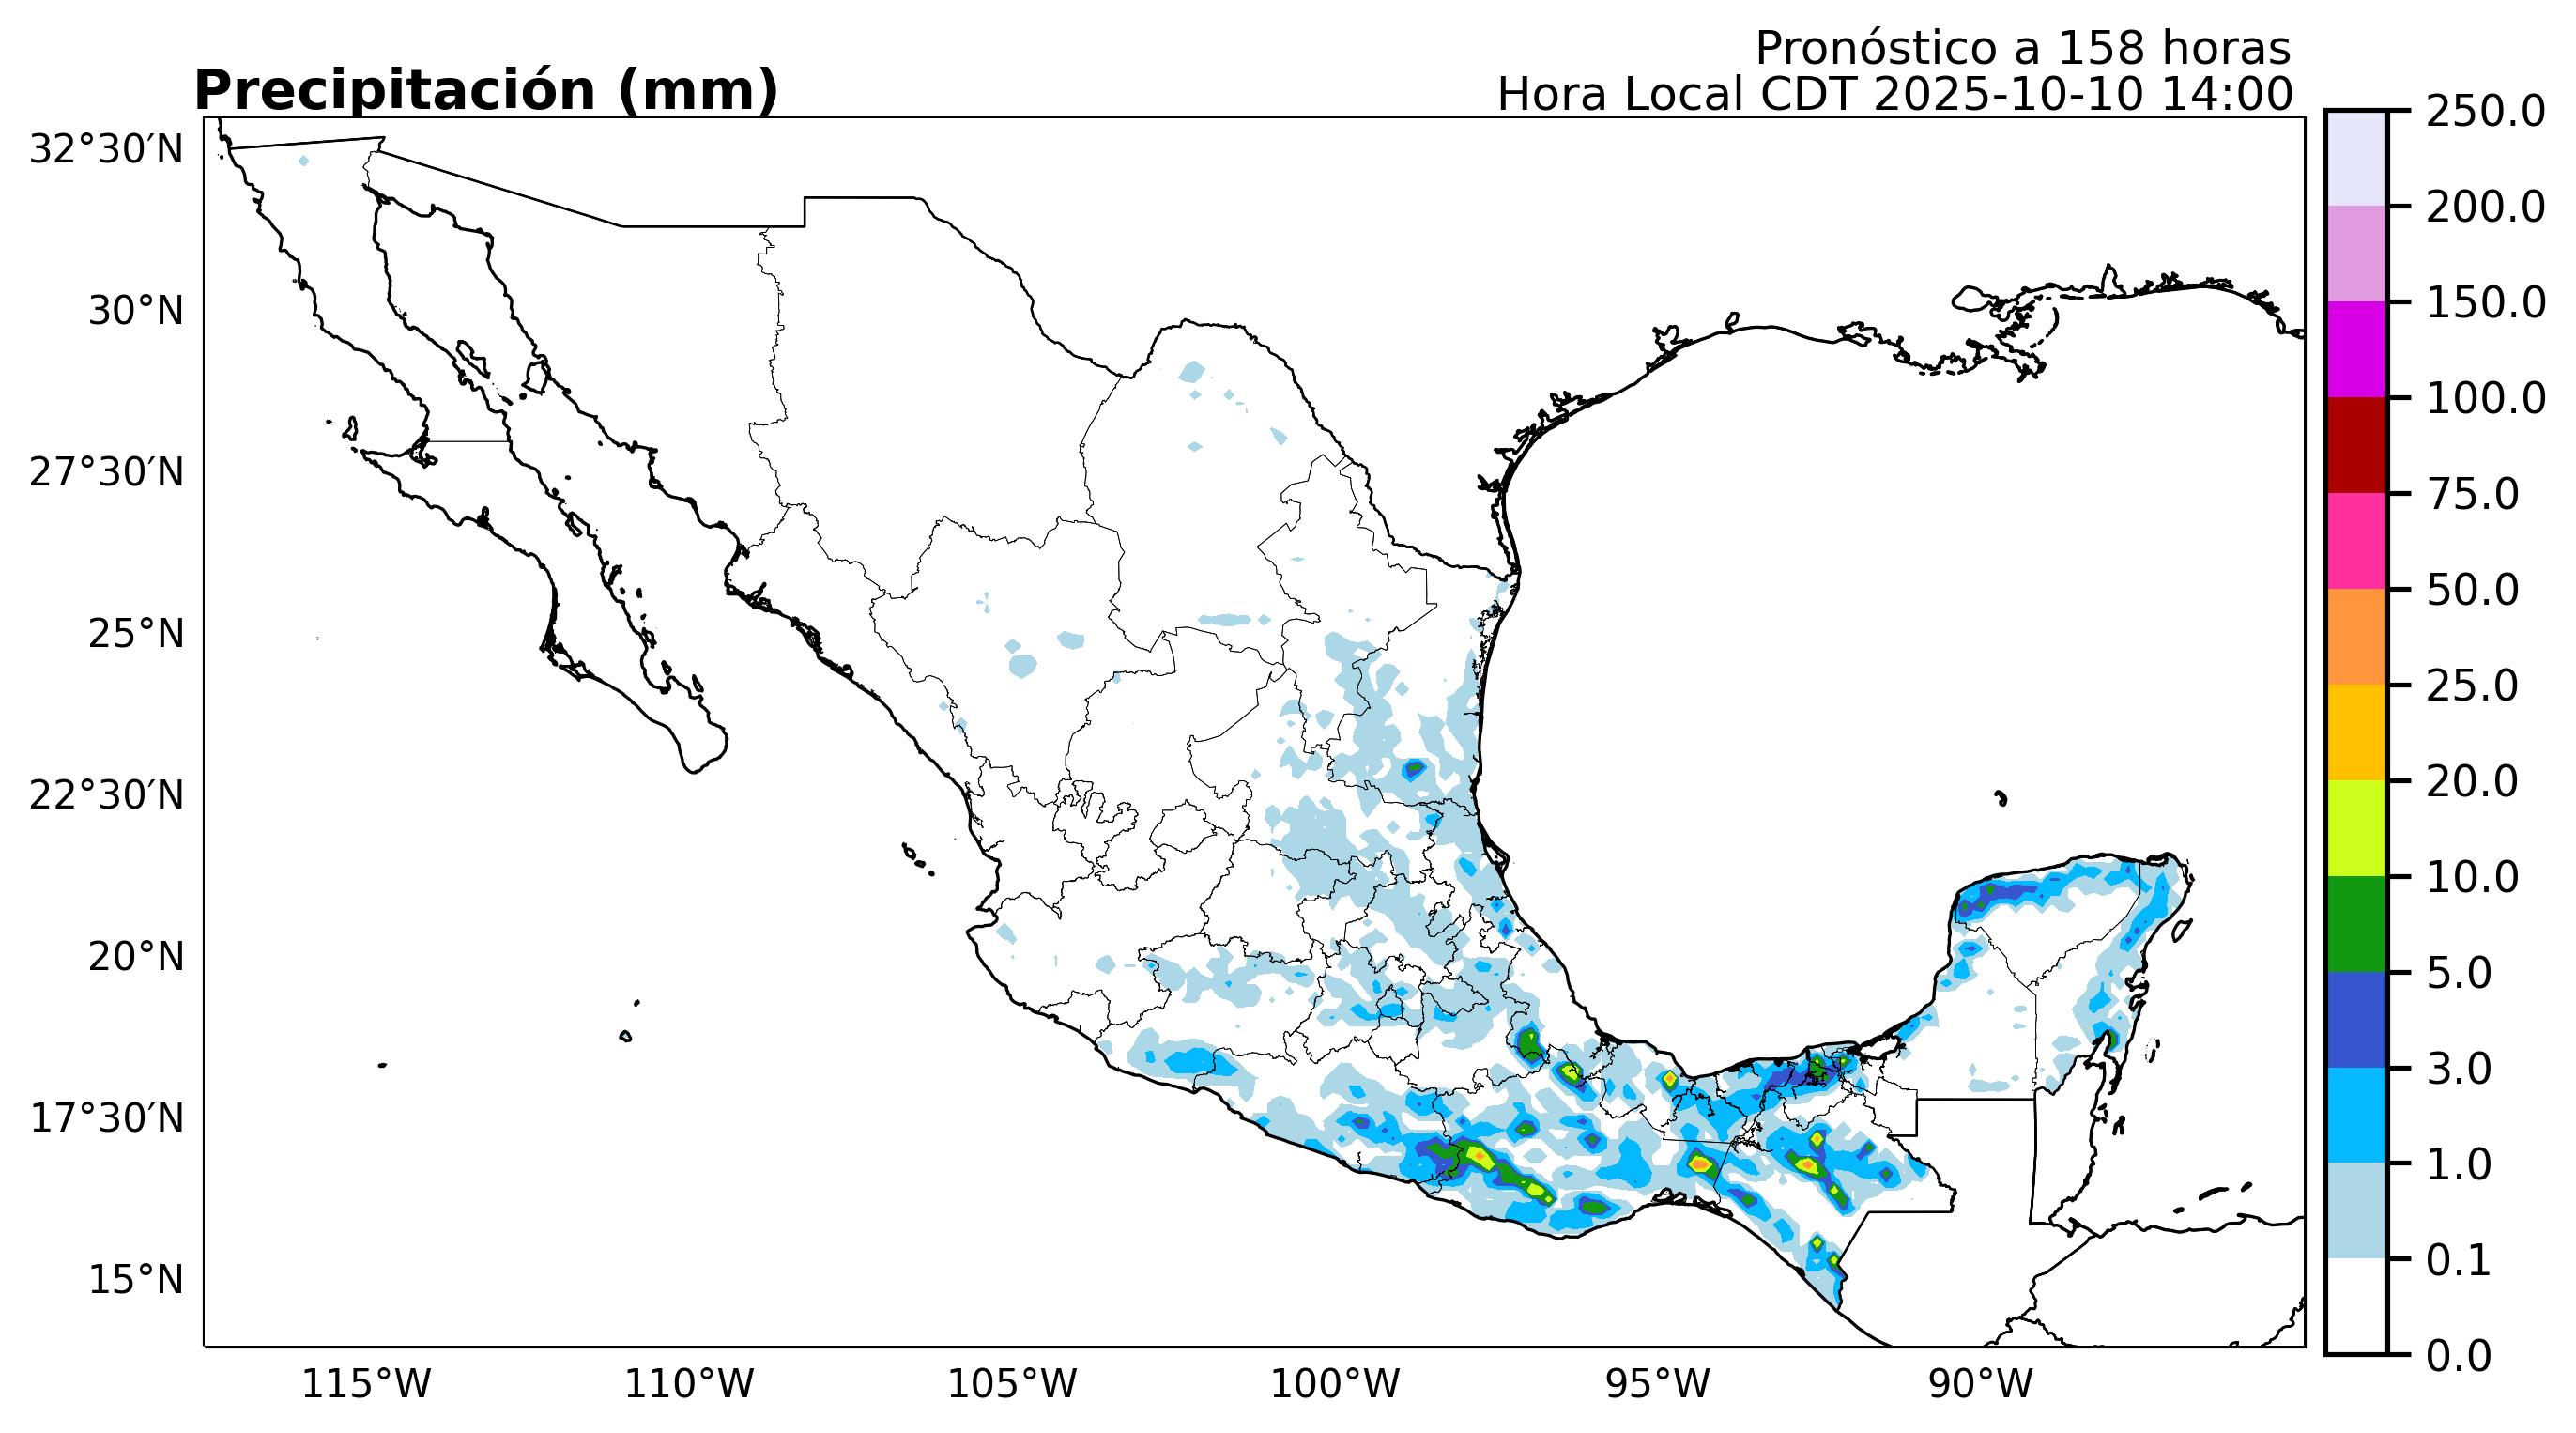 Pronóstico a 158 horas
Precipitación (mm)
Hora Local CDT 2025-10-10 14:00
32°30′N
30°N
27°30′N
25°N
22°30′N
20°N
17°30′N
15°N
115°W
110°W
105°W
100°W
95°W
90°W
250.0
200.0
150.0
100.0
75.0
50.0
25.0
20.0
10.0
5.0
3.0
1.0
0.1
0.0